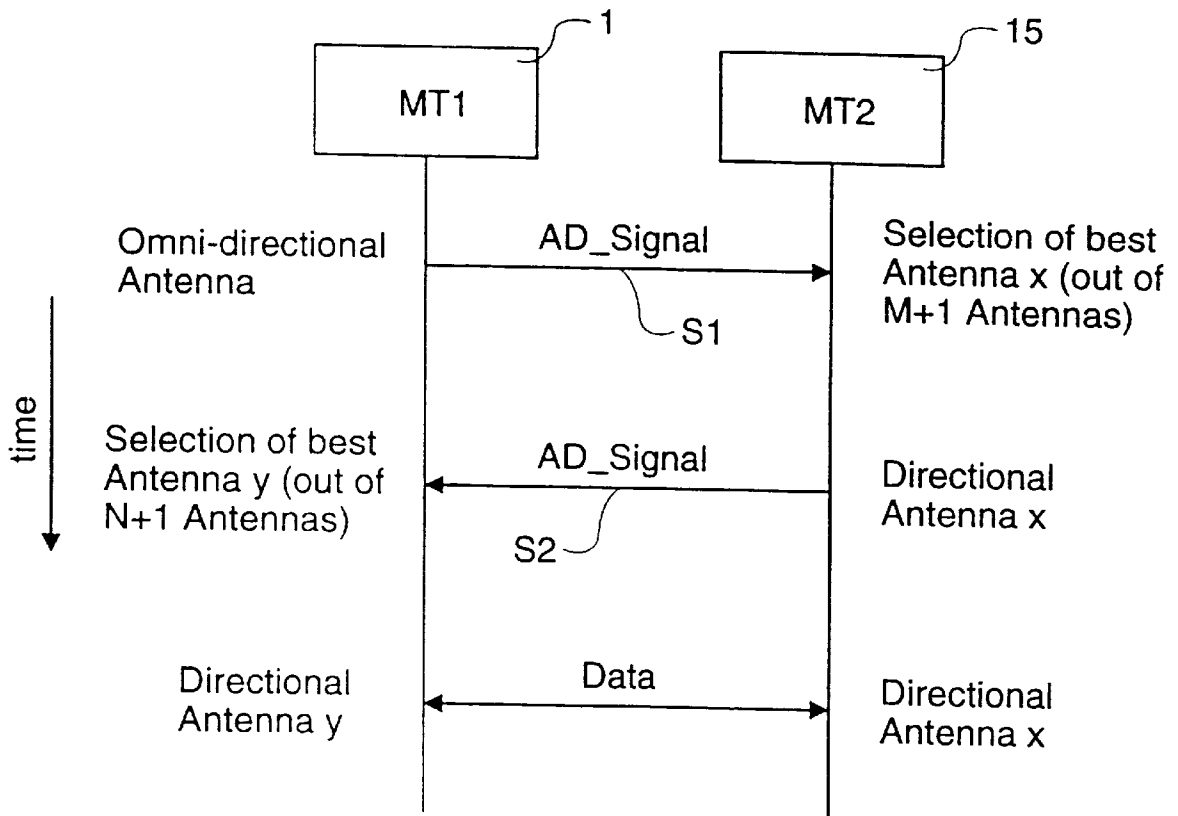 1
15
MT1
MT2
Omni-directional
Antenna
AD_Signal
S1
Selection of best
Antenna x (out of
M+1 Antennas)
time
Selection of best
Antenna y (out of
N+1 Antennas)
AD_Signal
S2
Directional
Antenna x
Directional
Antenna y
Data
Directional
Antenna x